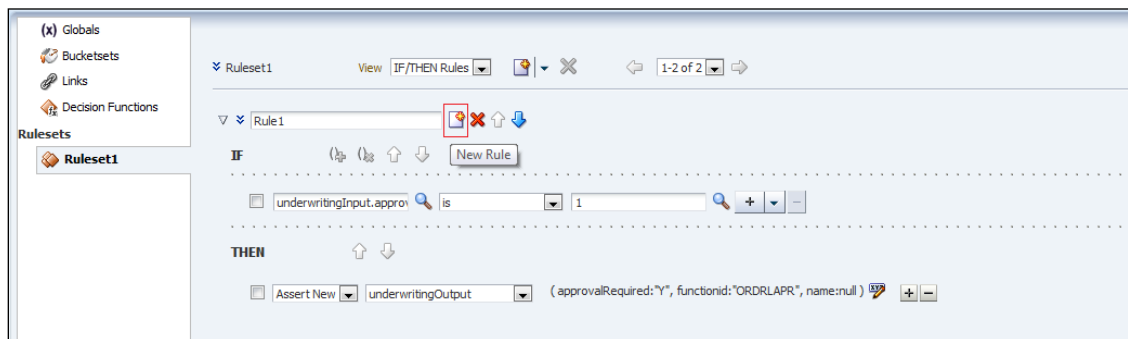 (x) Globals
Bucketsets
Links
Decision Functions
Rulesets
Ruleset1
Ruleset1 View IF/THEN Rules 1-2 of 2
Rule1
New Rule
IF
underwritingInput.approv is 1
THEN
Assert New underwritingOutput ( approvalRequired:"Y", functionid:"ORDRLAPR", name:null )